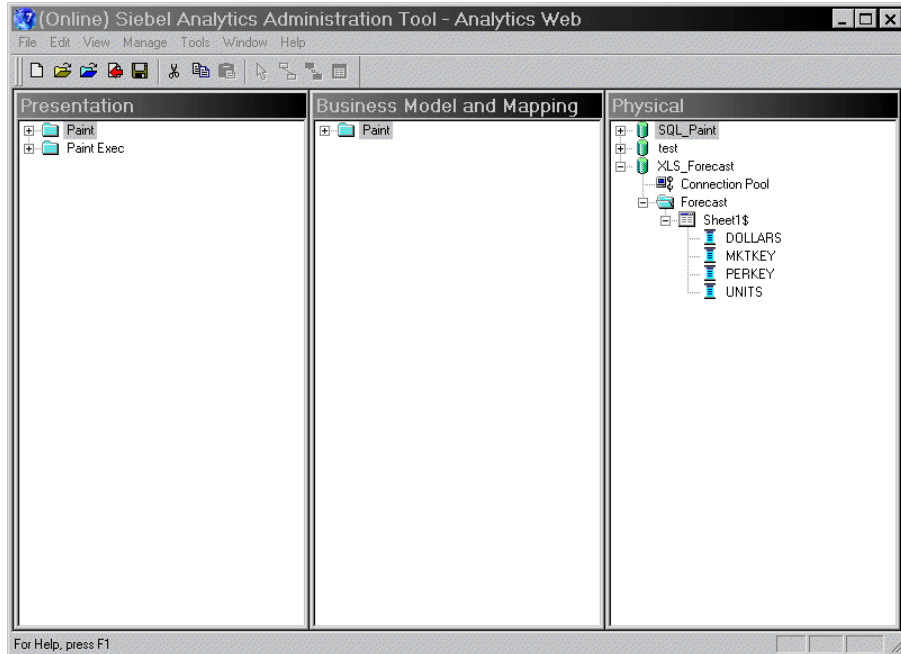 (Online) Siebel Analytics Administration Tool - Analytics Web
File Edit View Manage Tools Window Help
Presentation
Paint
Paint Exec
Business Model and Mapping
Paint
Physical
SQL_Paint
test
XLS_Forecast
Connection Pool
Forecast
Sheet1$
DOLLARS
MKTKEY
PERKEY
UNITS
For Help, press F1